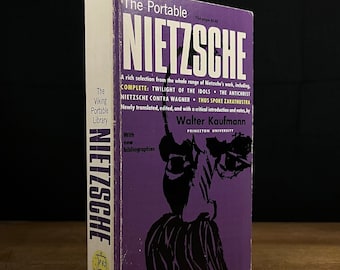 The Portable
NIETZSCHE
A rich selection from the whole range of Nietzsche's work, including,
COMPLETE: TWILIGHT OF THE IDOLS • THE ANTICHRIST
NIETZSCHE CONTRA WAGNER • THUS SPOKE ZARATHUSTRA
Newly translated, edited, and with a critical introduction and notes, by
Walter Kaufmann
PRINCETON UNIVERSITY
With
new
bibliographies
The
Viking
Portable
Library
NIETZSCHE